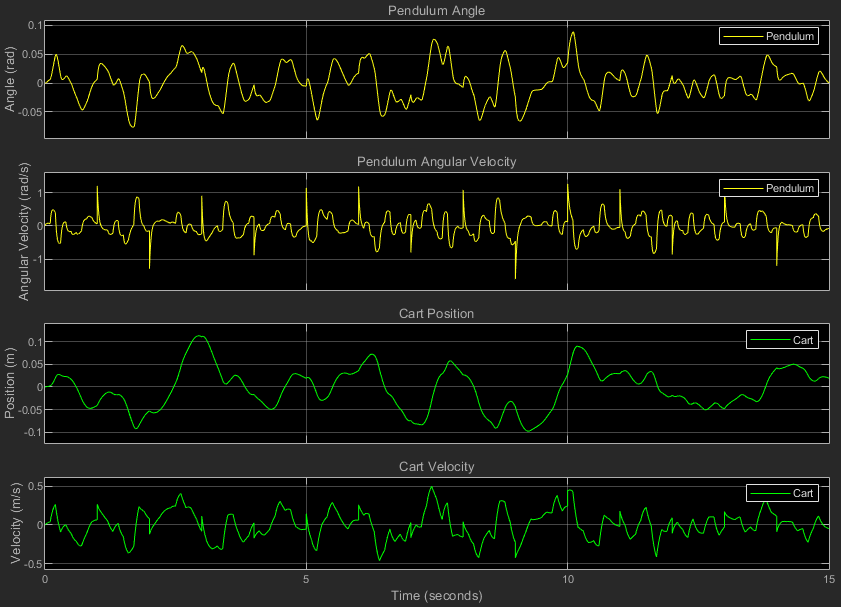 Pendulum Angle
Angle (rad)
0.1
0.05
0
-0.05
Pendulum
Pendulum Angular Velocity
Angular Velocity (rad/s)
1
0
-1
Pendulum
Cart Position
Position (m)
0.1
0.05
0
-0.05
-0.1
Cart
Cart Velocity
Velocity (m/s)
0.5
0
-0.5
Cart
0 5 10 15
Time (seconds)